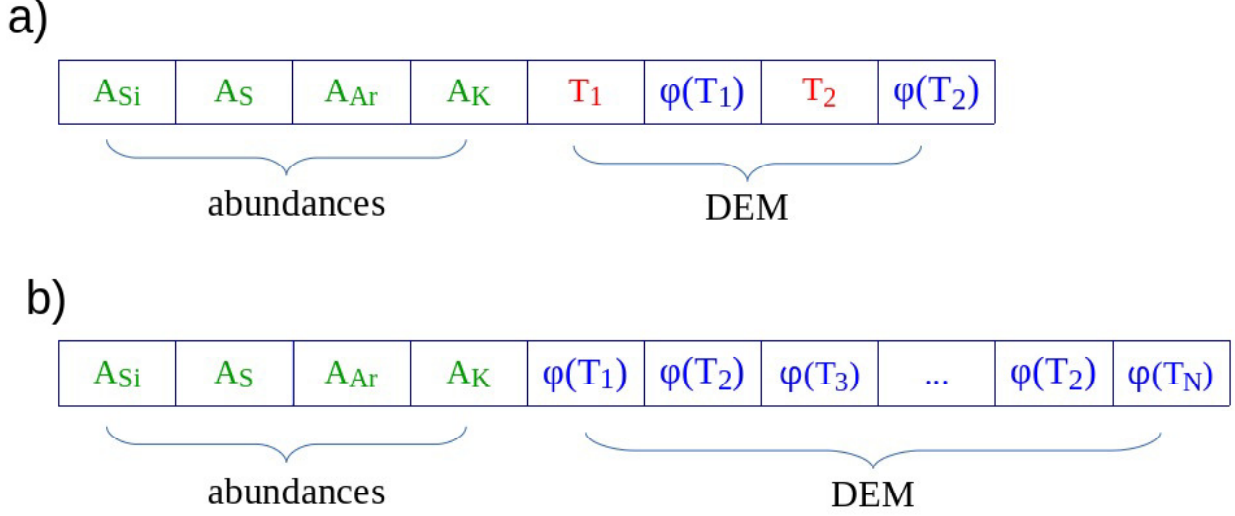 a)
A_Si A_S A_Ar A_K T_1 φ(T_1) T_2 φ(T_2)
abundances DEM
b)
A_Si A_S A_Ar A_K φ(T_1) φ(T_2) φ(T_3) ... φ(T_2) φ(T_N)
abundances DEM